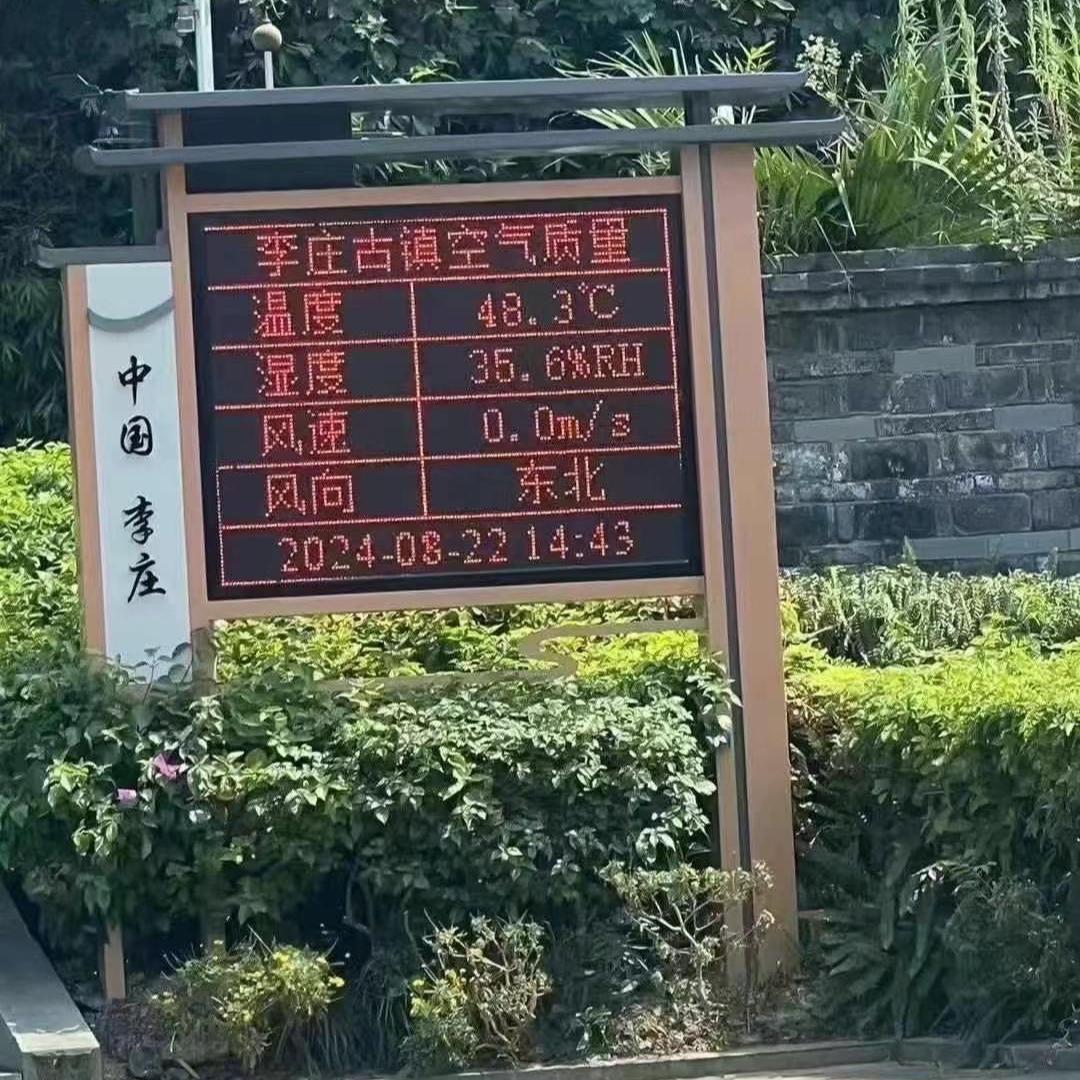 李庄古镇空气质量
温度 48.3℃
湿度 35.6%RH
风速 0.0m/s
风向 东北
2024-08-22 14:43
中国 李庄